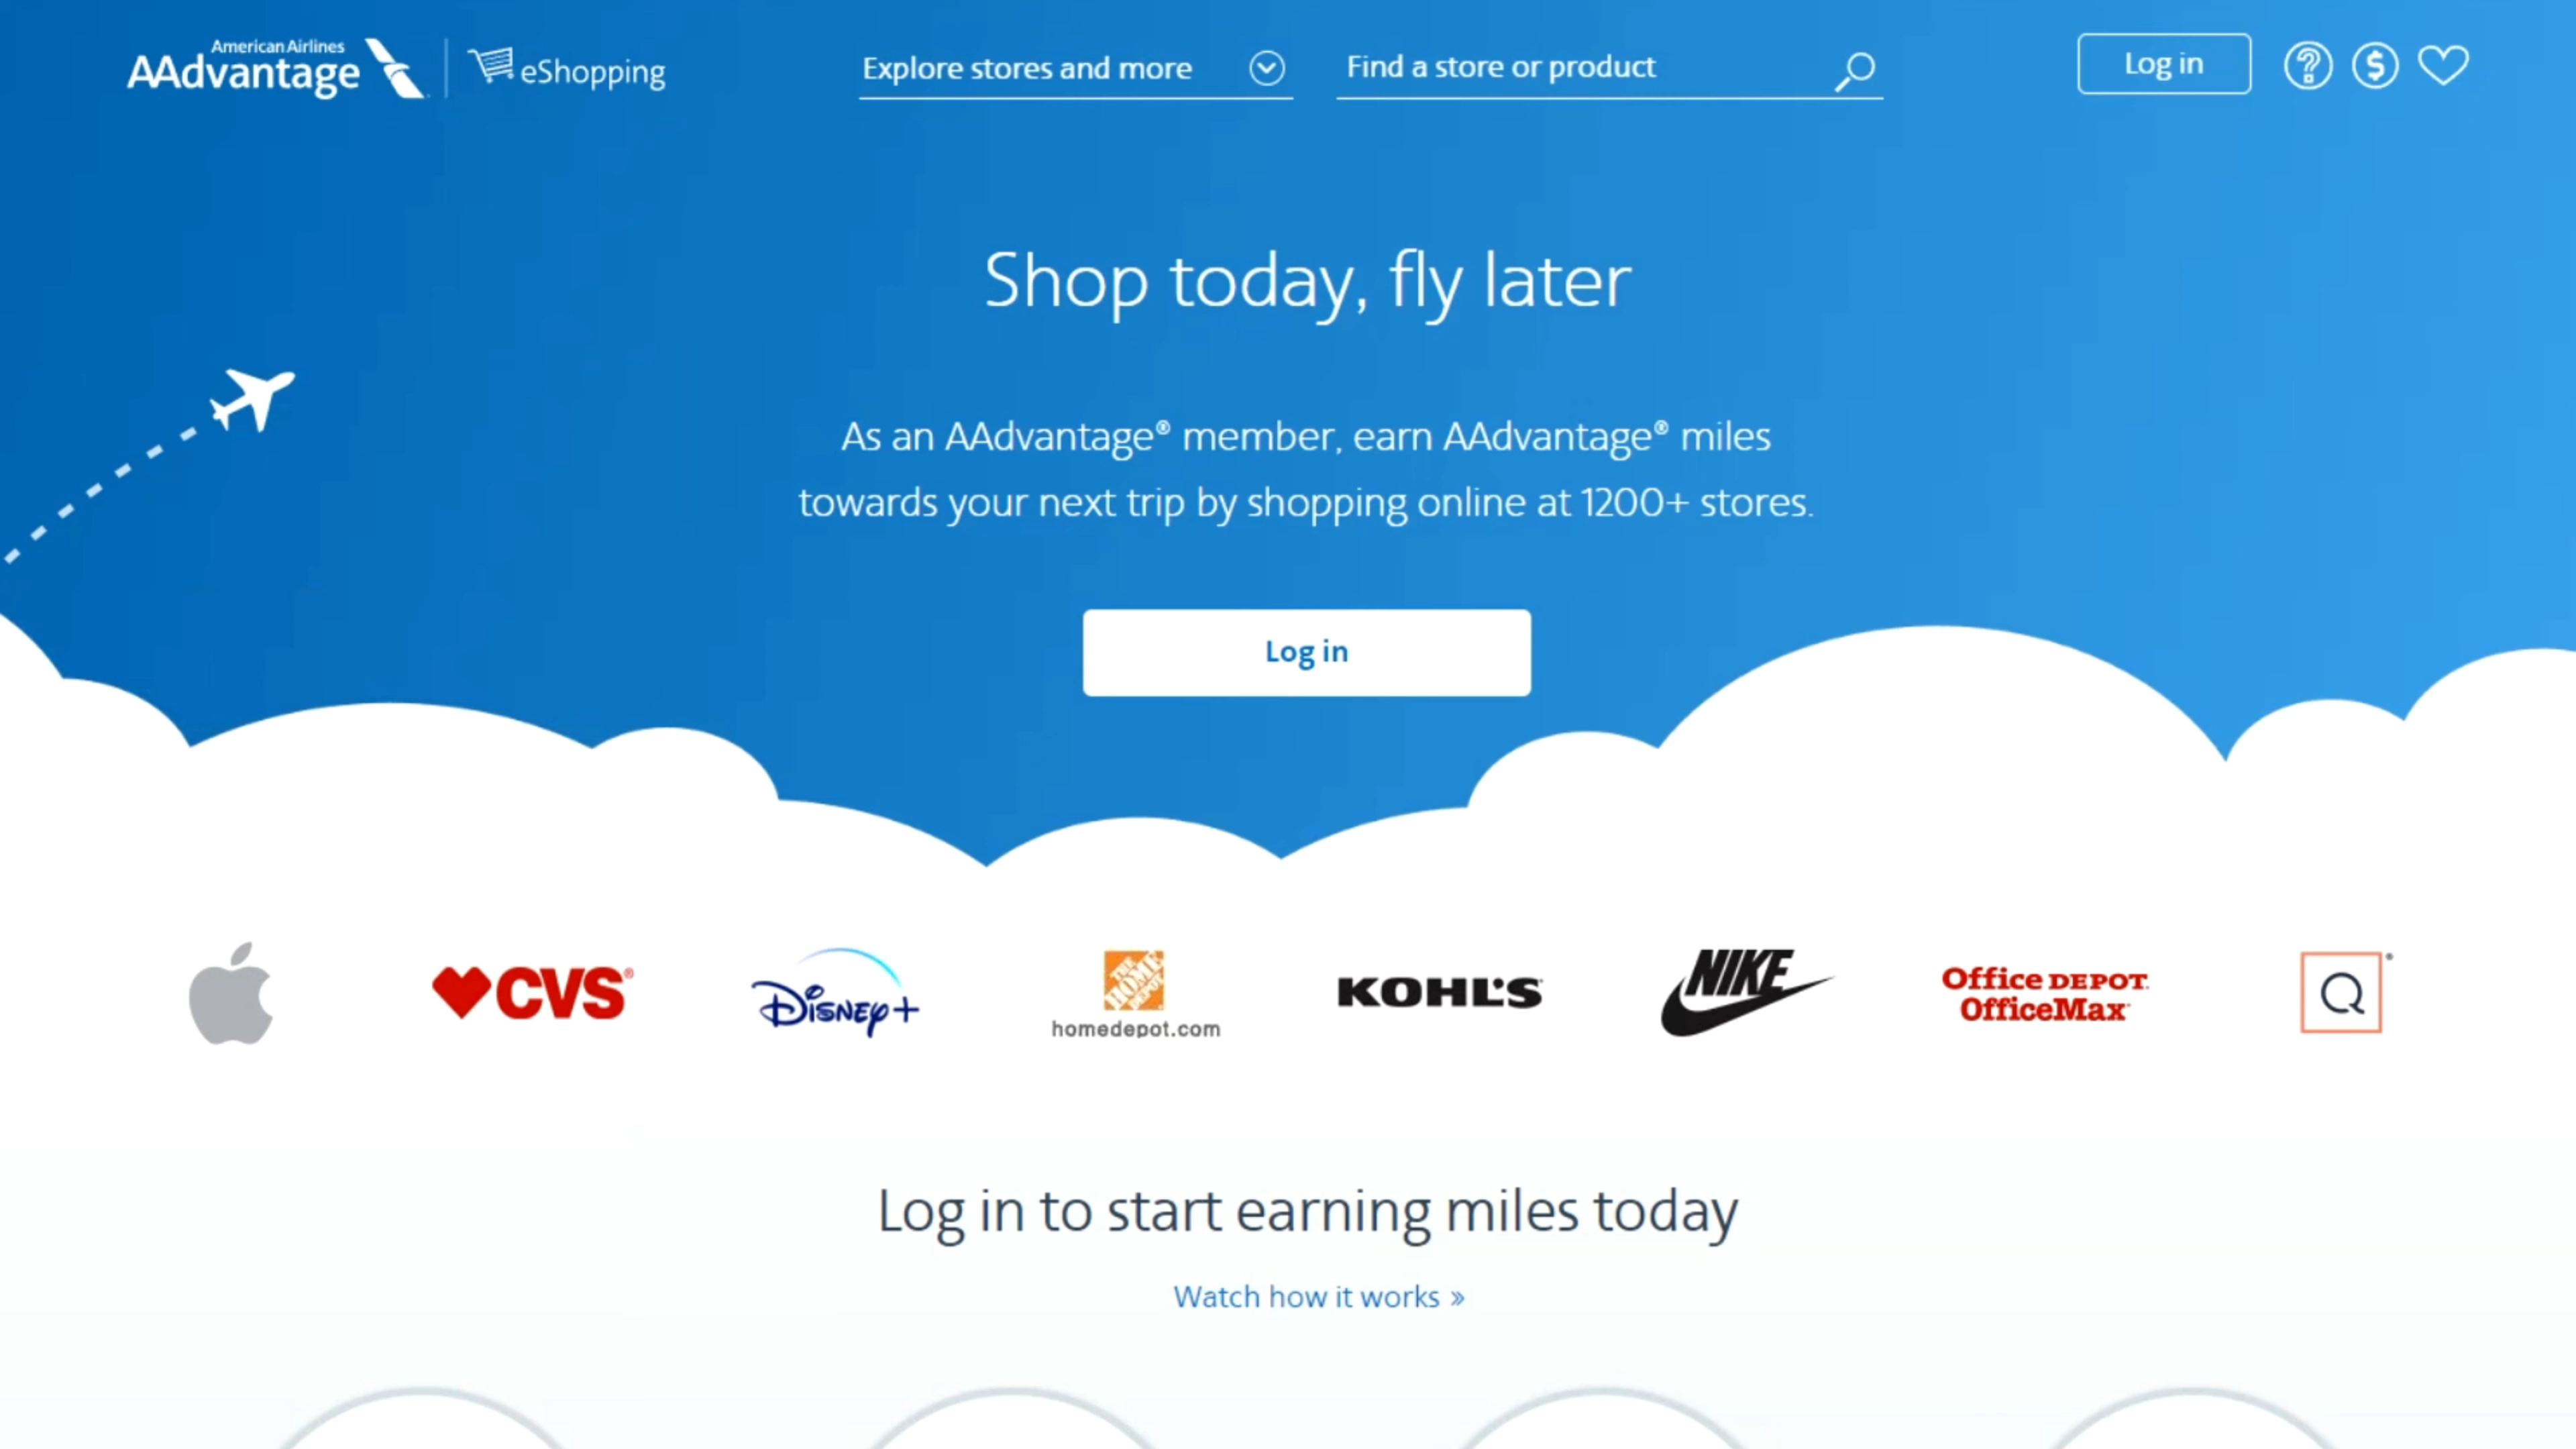 American Airlines
AAdvantage
eShopping
Explore stores and more
Find a store or product
Log in
Shop today, fly later
As an AAdvantage® member, earn AAdvantage® miles
towards your next trip by shopping online at 1200+ stores.
Log in
CVS®
Disney+
THE HOME DEPOT
homedepot.com
KOHL'S
NIKE
Office DEPOT
OfficeMax
Q
Log in to start earning miles today
Watch how it works »